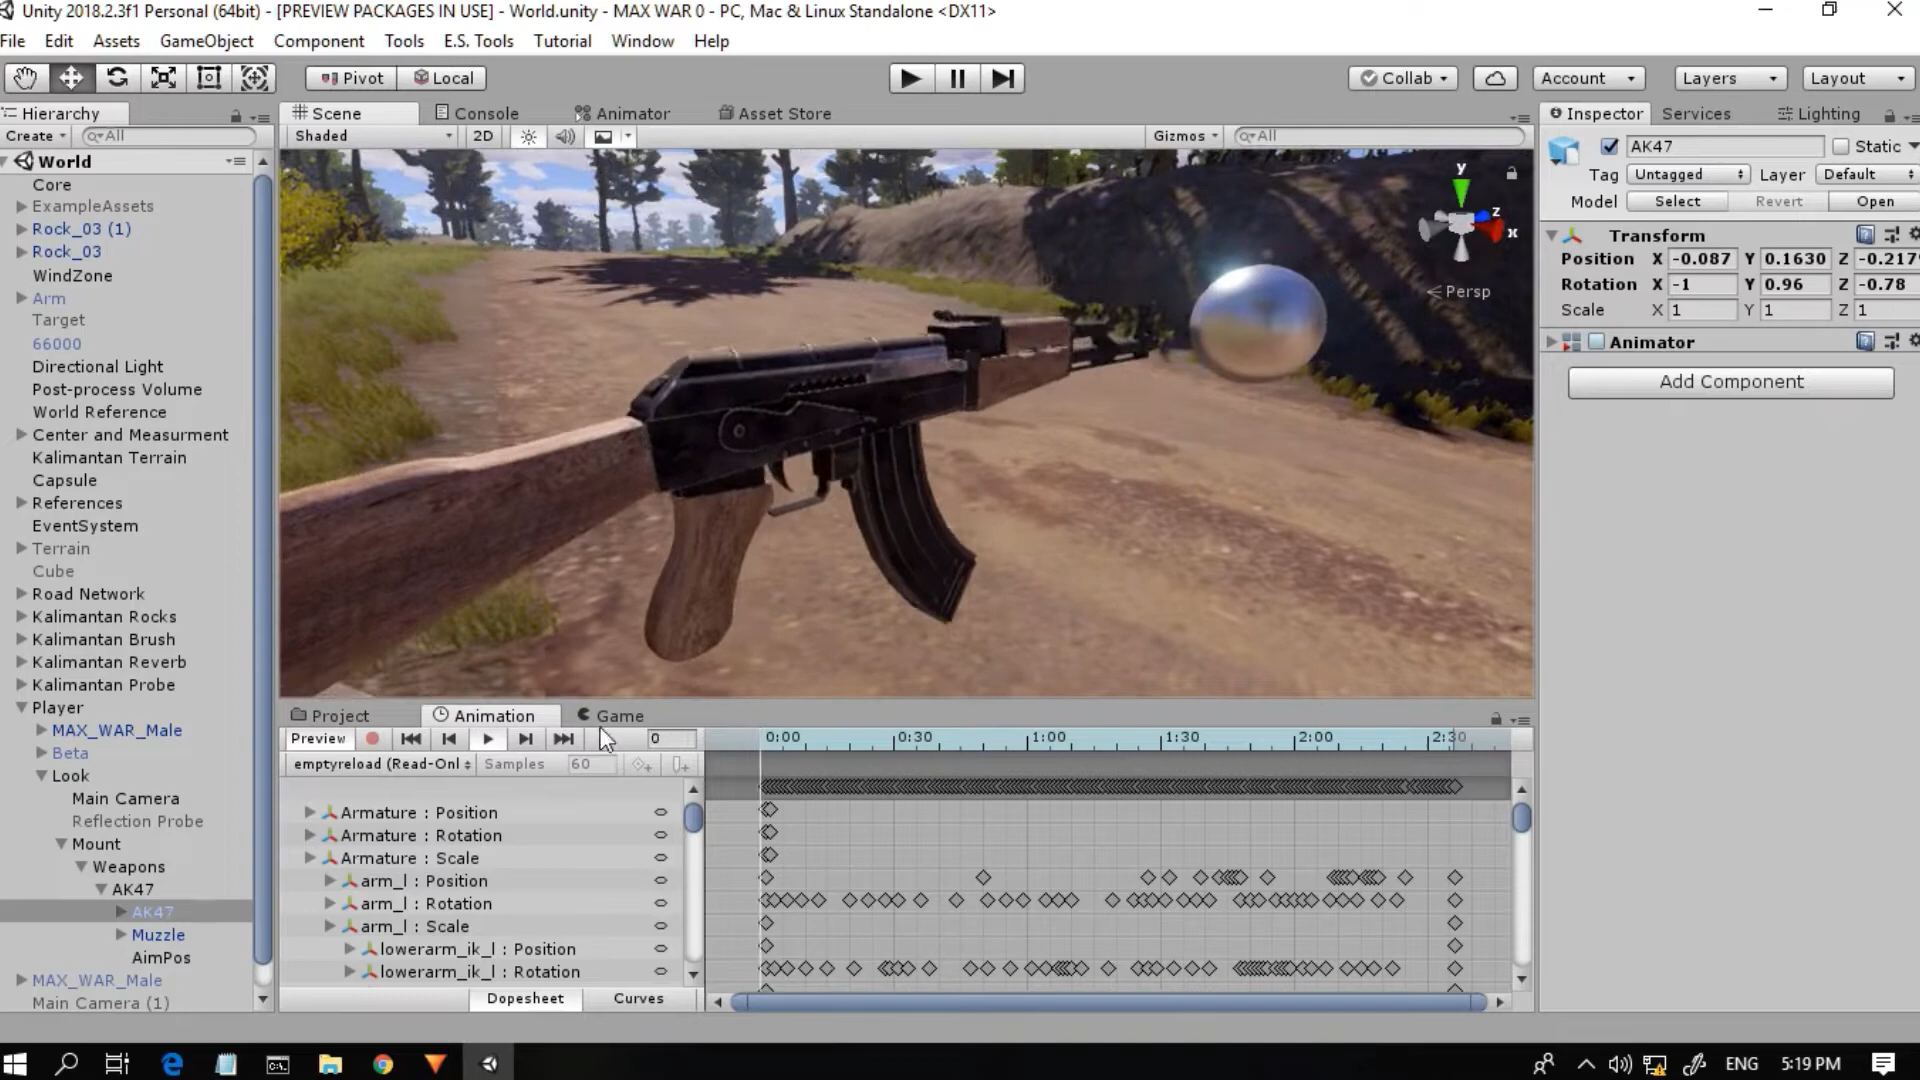 Unity 2018.2.3f1 Personal (64bit) - [PREVIEW PACKAGES IN USE] - World.unity - MAX WAR 0 - PC, Mac & Linux Standalone <DX11>
File Edit Assets GameObject Component Tools E.S. Tools Tutorial Window Help
Pivot Local Collab Account Layers Layout
Hierarchy
Create All
World
Core
ExampleAssets
Rock_03 (1)
Rock_03
WindZone
Arm
Target
66000
Directional Light
Post-process Volume
World Reference
Center and Measurment
Kalimantan Terrain
Capsule
References
EventSystem
Terrain
Cube
Road Network
Kalimantan Rocks
Kalimantan Brush
Kalimantan Reverb
Kalimantan Probe
Player
MAX_WAR_Male
Beta
Look
Main Camera
Reflection Probe
Mount
Weapons
AK47
AK47
Muzzle
AimPos
MAX_WAR_Male
Main Camera (1)
Scene Console Animator Asset Store
Shaded 2D Gizmos All
y
z
x
Persp
Project Animation Game
Preview 0 0:00 0:30 1:00 1:30 2:00 2:30
emptyreload (Read-Onl Samples 60
Armature : Position
Armature : Rotation
Armature : Scale
arm_l : Position
arm_l : Rotation
arm_l : Scale
lowerarm_ik_l : Position
lowerarm_ik_l : Rotation
Dopesheet Curves
Inspector Services Lighting
AK47 Static
Tag Untagged Layer Default
Model Select Revert Open
Transform
Position X -0.087 Y 0.1630 Z -0.217
Rotation X -1 Y 0.96 Z -0.78
Scale X 1 Y 1 Z 1
Animator
Add Component
ENG 5:19 PM